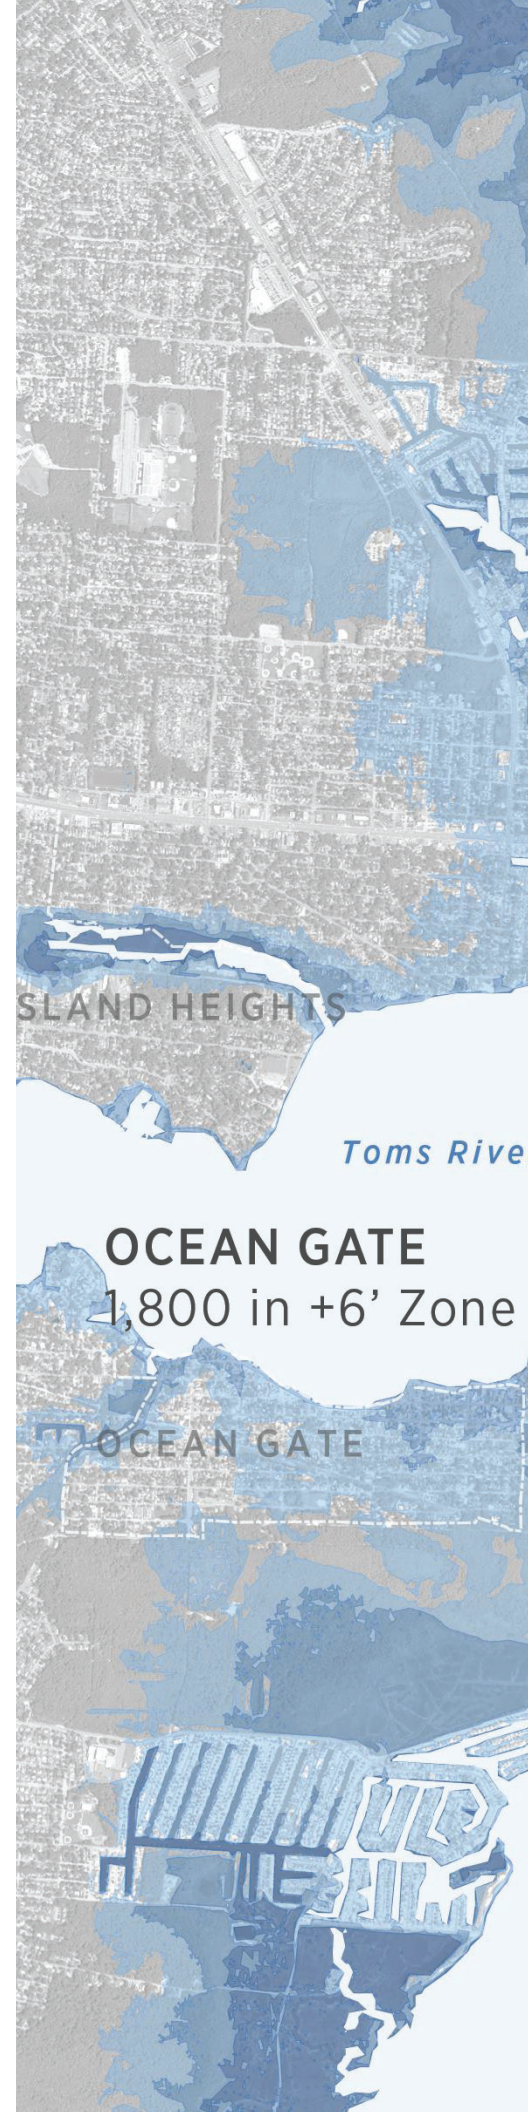 SLAND HEIGHTS
Toms Rive
OCEAN GATE
1,800 in +6’ Zone
OCEAN GATE